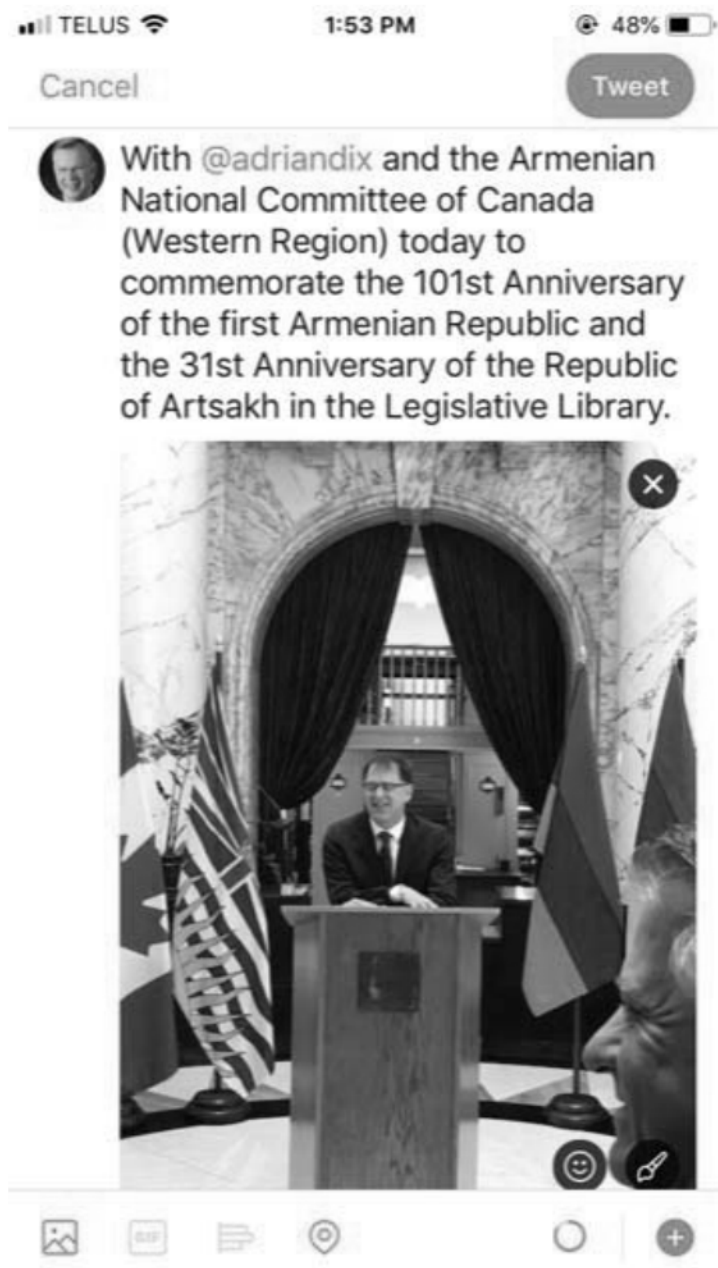 TELUS 1:53 PM 48%
Cancel Tweet
With @adriandix and the Armenian
National Committee of Canada
(Western Region) today to
commemorate the 101st Anniversary
of the first Armenian Republic and
the 31st Anniversary of the Republic
of Artsakh in the Legislative Library.
GIF